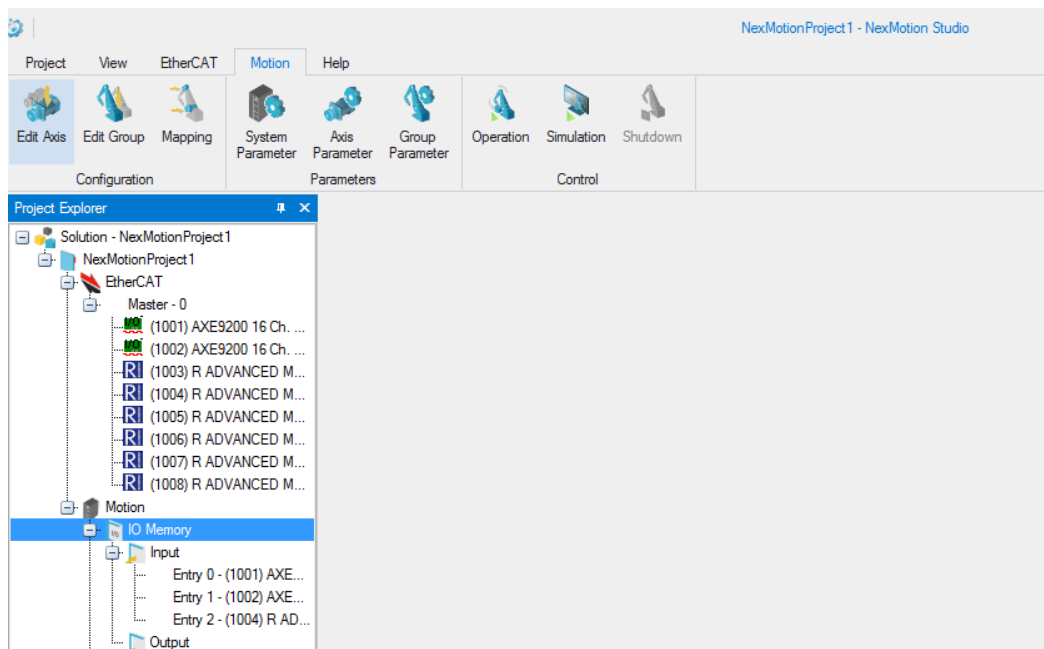 NexMotionProject1 - NexMotion Studio
Project View EtherCAT Motion Help
Edit Axis Edit Group Mapping System Parameter Axis Parameter Group Parameter Operation Simulation Shutdown
Configuration Parameters Control
Project Explorer
Solution - NexMotionProject1
NexMotionProject1
EtherCAT
Master - 0
I/O (1001) AXE9200 16 Ch. ...
I/O (1002) AXE9200 16 Ch. ...
R (1003) R ADVANCED M...
R (1004) R ADVANCED M...
R (1005) R ADVANCED M...
R (1006) R ADVANCED M...
R (1007) R ADVANCED M...
R (1008) R ADVANCED M...
Motion
I/O IO Memory
Input
Entry 0 - (1001) AXE...
Entry 1 - (1002) AXE...
Entry 2 - (1004) R AD...
Output